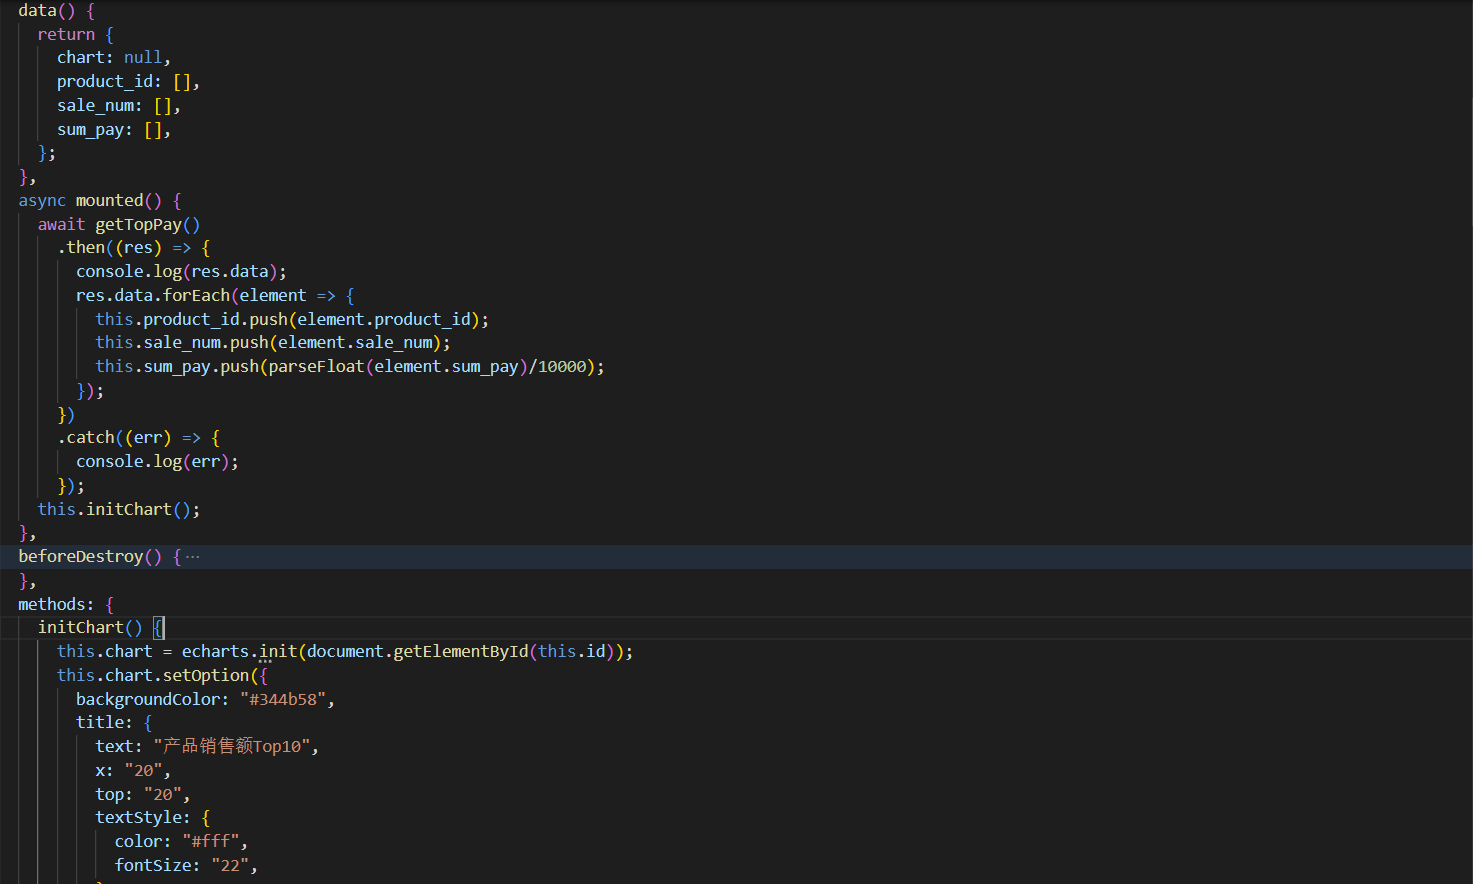 data() {
return {
chart: null,
product_id: [],
sale_num: [],
sum_pay: [],
};
},
async mounted() {
await getTopPay()
.then((res) => {
console.log(res.data);
res.data.forEach(element => {
this.product_id.push(element.product_id);
this.sale_num.push(element.sale_num);
this.sum_pay.push(parseFloat(element.sum_pay)/10000);
});
})
.catch((err) => {
console.log(err);
});
this.initChart();
},
beforeDestroy() {···
},
methods: {
initChart() {
this.chart = echarts.init(document.getElementById(this.id));
this.chart.setOption({
backgroundColor: "#344b58",
title: {
text: "产品销售额Top10",
x: "20",
top: "20",
textStyle: {
color: "#fff",
fontSize: "22",